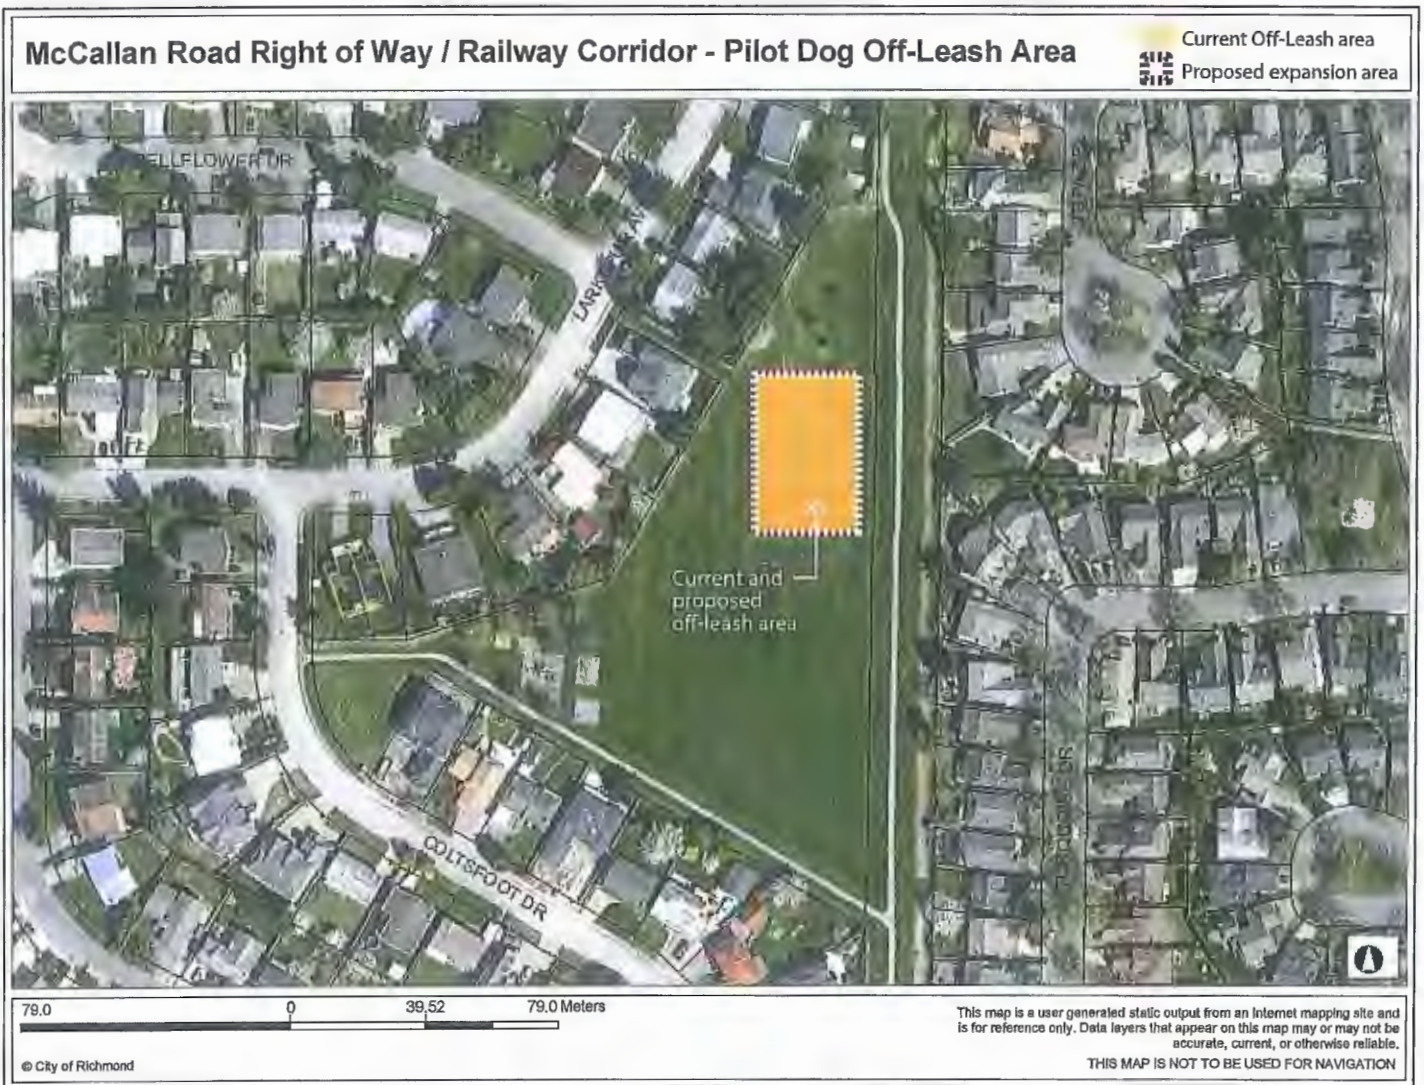 McCallan Road Right of Way / Railway Corridor - Pilot Dog Off-Leash Area
Current Off-Leash area
Proposed expansion area
COLTSFOOT DR
Current and
proposed
off-leash area
79.0
0
39.52
79.0 Meters
This map is a user generated static output from an Internet mapping site and
is for reference only. Data layers that appear on this map may or may not be
accurate, current, or otherwise reliable.
© City of Richmond
THIS MAP IS NOT TO BE USED FOR NAVIGATION